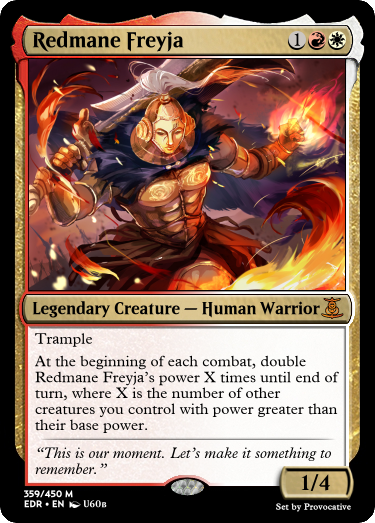 Redmane Freyja 1
Legendary Creature — Human Warrior
Trample
At the beginning of each combat, double
Redmane Freyja's power X times until end of
turn, where X is the number of other
creatures you control with power greater than
their base power.
"This is our moment. Let's make it something to
remember."
1/4
359/450 M
EDR • EN U60B
Set by Provocative